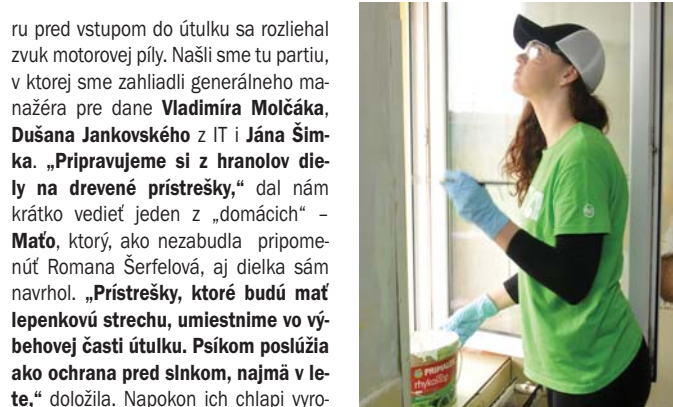 ru pred vstupom do útulku sa rozliehal
zvuk motorovej píly. Našli sme tu partiu,
v ktorej sme zahliadli generálneho ma-
nažéra pre dane Vladimíra Molčáka,
Dušana Jankovského z IT i Jána Šim-
ka. „Pripravujeme si z hranolov die-
ly na drevené prístrešky,“ dal nám
krátko vedieť jeden z „domácich“ –
Maťo, ktorý, ako nezabudla pripome-
núť Romana Šerfelová, aj dielka sám
navrhol. „Prístrešky, ktoré budú mať
lepenkovú strechu, umiestnime vo vý-
behovej časti útulku. Psíkom poslúžia
ako ochrana pred slnkom, najmä v le-
te,“ doložila. Napokon ich chlapi vyro-
PRIMALEX